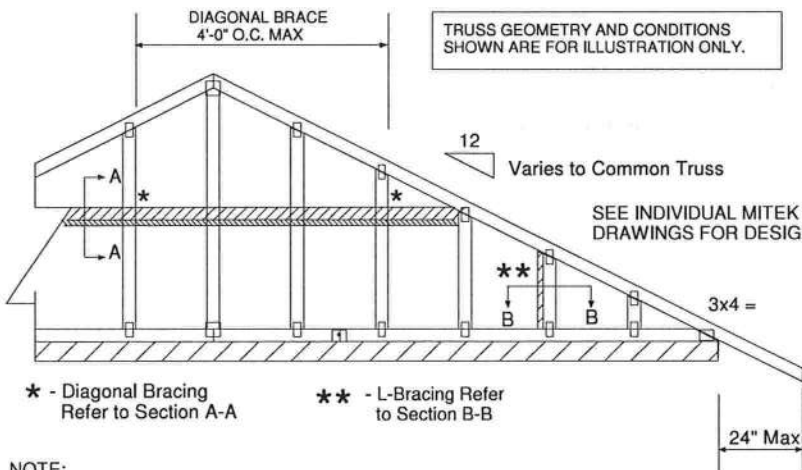 DIAGONAL BRACE
4'-0" O.C. MAX
TRUSS GEOMETRY AND CONDITIONS
SHOWN ARE FOR ILLUSTRATION ONLY.
12
Varies to Common Truss
A
*
*
SEE INDIVIDUAL MITEK
DRAWINGS FOR DESIG
A
**
B
B
3x4 =
* - Diagonal Bracing
Refer to Section A-A
** - L-Bracing Refer
to Section B-B
24" Max
NOTE: